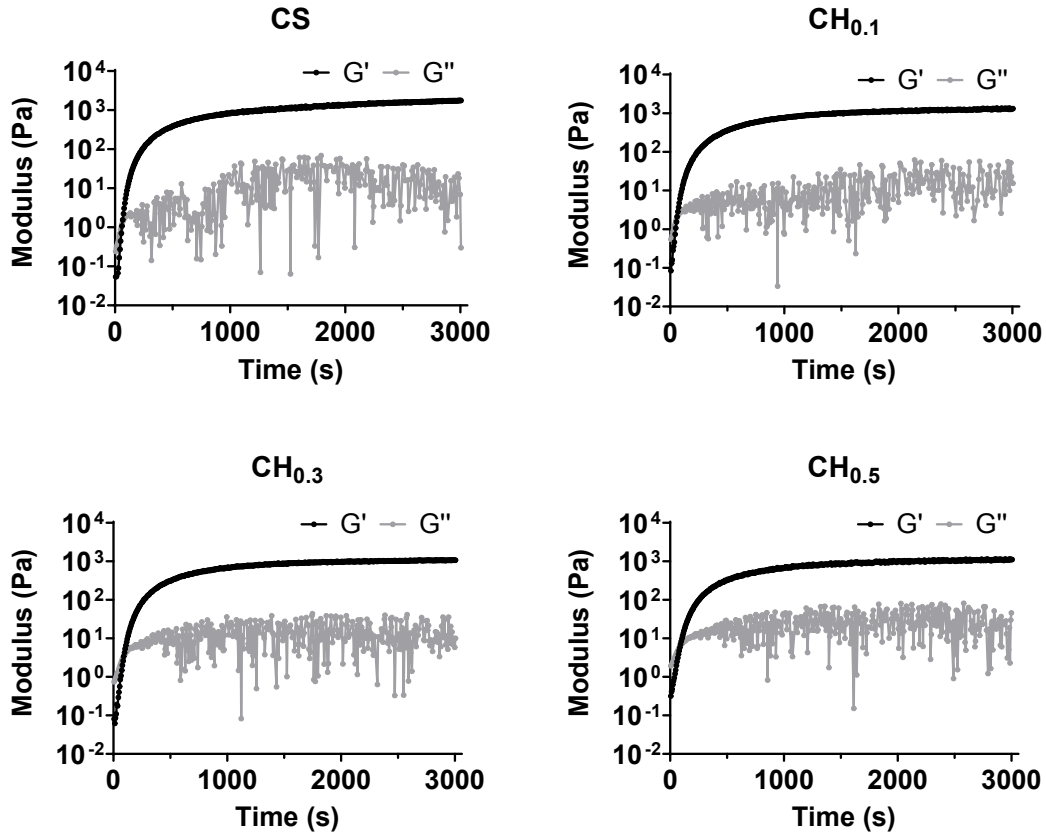 CS
G' G"
10⁴
10³
10²
10¹
10⁰
10⁻¹
10⁻²
Modulus (Pa)
0 1000 2000 3000
Time (s)
CH₀.₁
G' G"
10⁴
10³
10²
10¹
10⁰
10⁻¹
10⁻²
Modulus (Pa)
0 1000 2000 3000
Time (s)
CH₀.₃
G' G"
10⁴
10³
10²
10¹
10⁰
10⁻¹
10⁻²
Modulus (Pa)
0 1000 2000 3000
Time (s)
CH₀.₅
G' G"
10⁴
10³
10²
10¹
10⁰
10⁻¹
10⁻²
Modulus (Pa)
0 1000 2000 3000
Time (s)